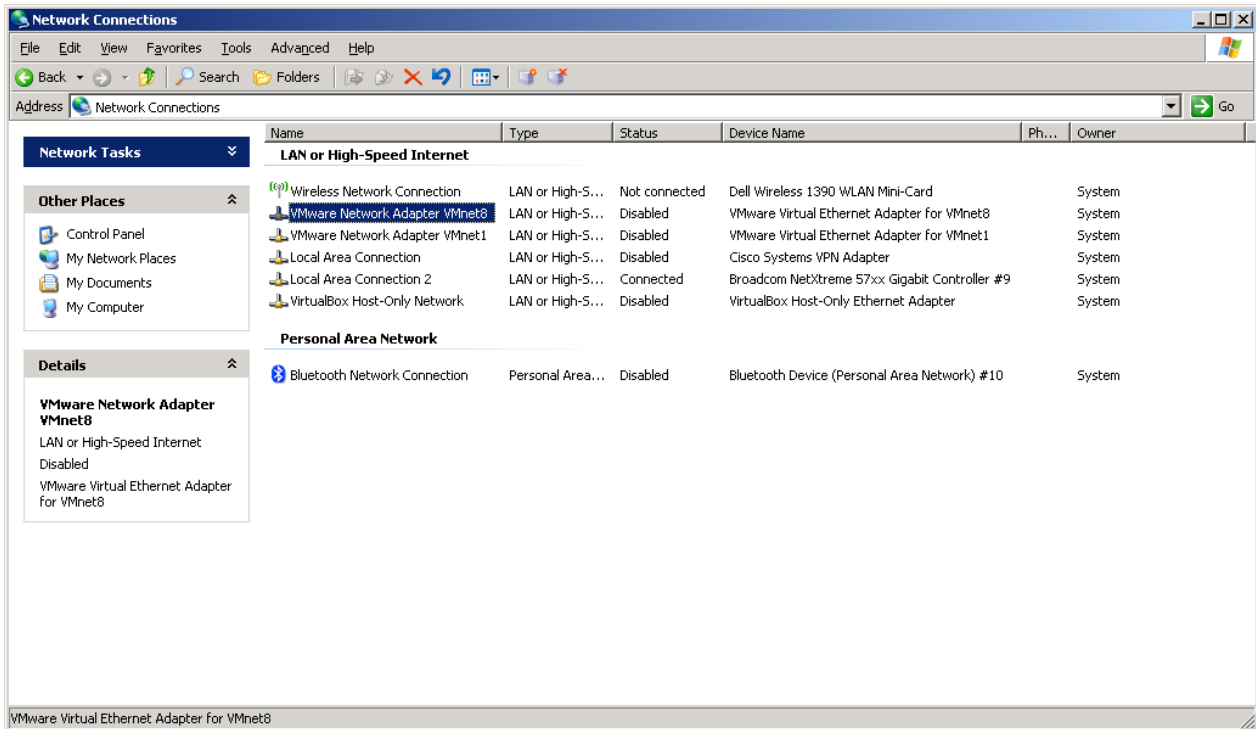 Network Connections
File Edit View Favorites Tools Advanced Help
Back Search Folders
Address Network Connections Go
Name Type Status Device Name Ph... Owner
Network Tasks
Other Places
Control Panel
My Network Places
My Documents
My Computer
Details
VMware Network Adapter
VMnet8
LAN or High-Speed Internet
Disabled
VMware Virtual Ethernet Adapter
for VMnet8
LAN or High-Speed Internet
Wireless Network Connection LAN or High-S... Not connected Dell Wireless 1390 WLAN Mini-Card System
VMware Network Adapter VMnet8 LAN or High-S... Disabled VMware Virtual Ethernet Adapter for VMnet8 System
VMware Network Adapter VMnet1 LAN or High-S... Disabled VMware Virtual Ethernet Adapter for VMnet1 System
Local Area Connection LAN or High-S... Disabled Cisco Systems VPN Adapter System
Local Area Connection 2 LAN or High-S... Connected Broadcom NetXtreme 57xx Gigabit Controller #9 System
VirtualBox Host-Only Network LAN or High-S... Disabled VirtualBox Host-Only Ethernet Adapter System
Personal Area Network
Bluetooth Network Connection Personal Area... Disabled Bluetooth Device (Personal Area Network) #10 System
VMware Virtual Ethernet Adapter for VMnet8